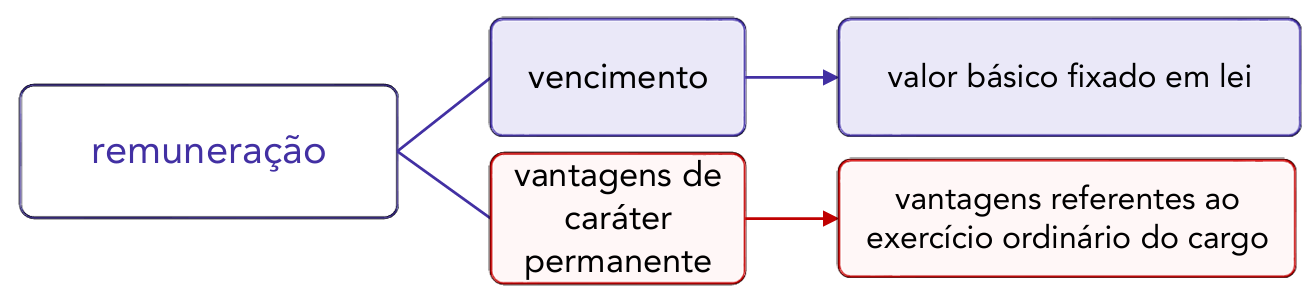 remuneração
vencimento
valor básico fixado em lei
vantagens de
caráter
permanente
vantagens referentes ao
exercício ordinário do cargo